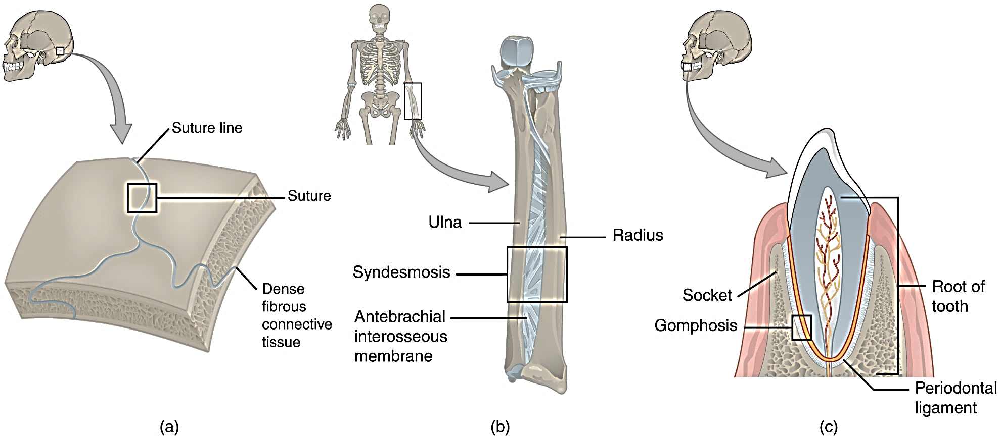 Suture line
Suture
Dense
fibrous
connective
tissue
(a)
Ulna
Radius
Syndesmosis
Antebrachial
interosseous
membrane
(b)
Socket
Gomphosis
Root of
tooth
Periodontal
ligament
(c)